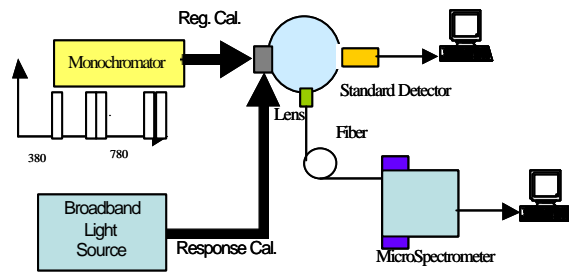 Reg. Cal.
Monochromator
Standard Detector
Lens
Fiber
380
780
Broadband
Light
Source
Response Cal.
MicroSpectrometer